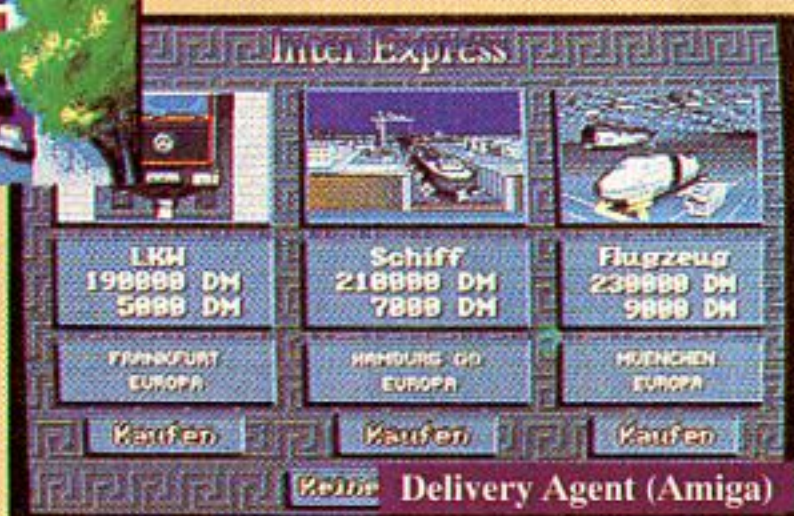 Inter Express
LKW
190000 DM
5000 DM
Schiff
210000 DM
7000 DM
Flugzeug
230000 DM
9000 DM
FRANKFURT
EUROPA
HAMBURG
EUROPA
MUENCHEN
EUROPA
Kaufen
Kaufen
Kaufen
Keine
Delivery Agent (Amiga)